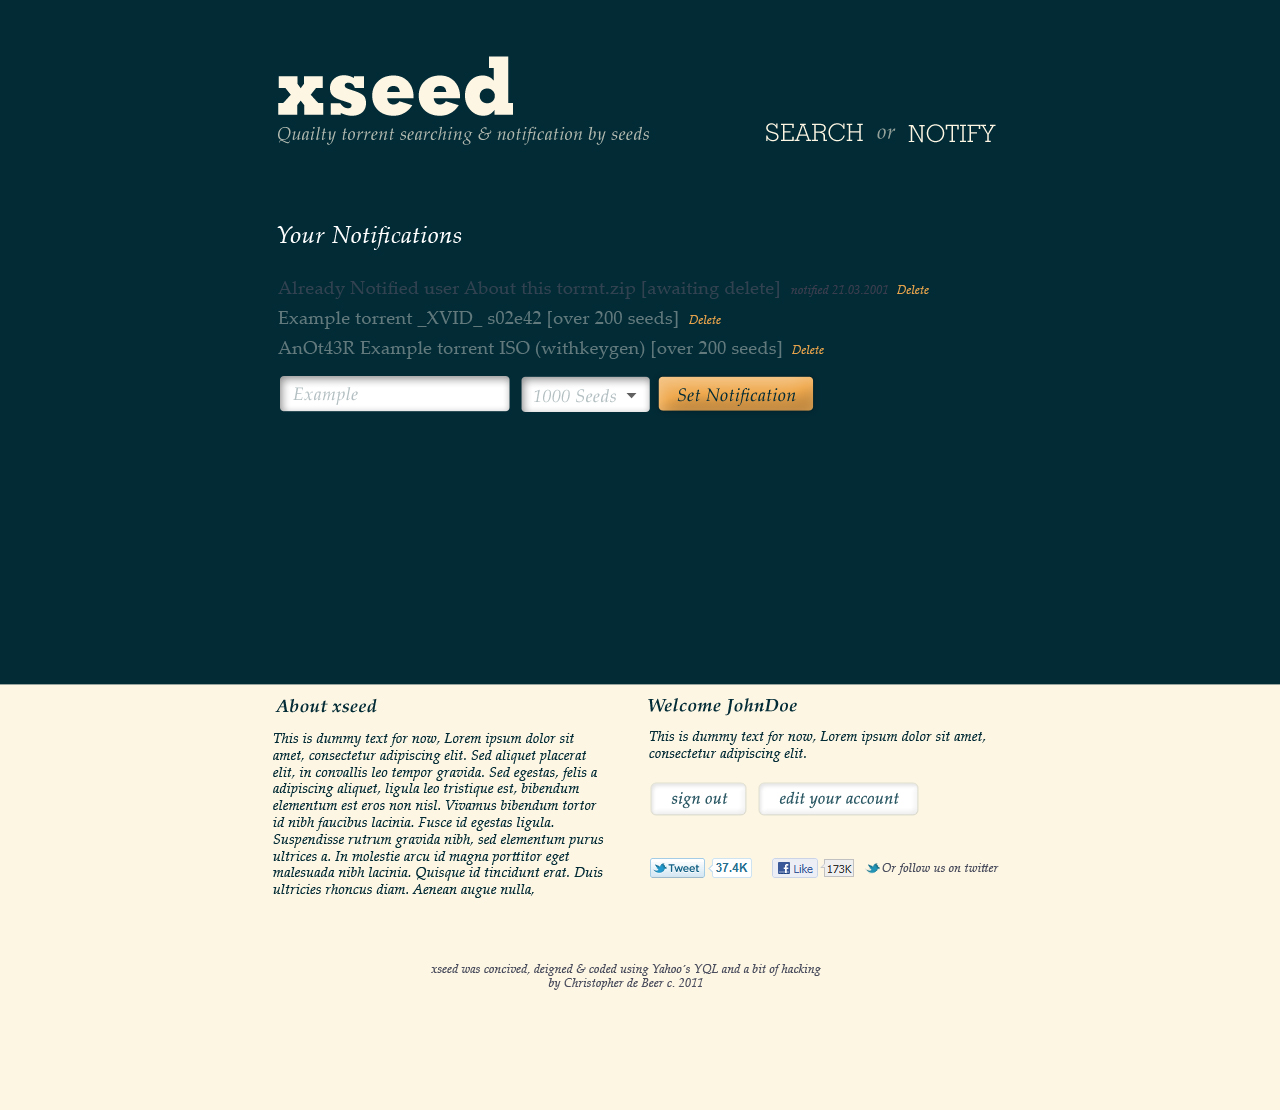 xseed
Quailty torrent searching & notification by seeds
SEARCH or NOTIFY
Your Notifications
Already Notified user About this torrnt.zip [awaiting delete] notified 21.03.2001 Delete
Example torrent _XVID_ s02e42 [over 200 seeds] Delete
AnOt43R Example torrent ISO (withkeygen) [over 200 seeds] Delete
Example 1000 Seeds Set Notification
About xseed
This is dummy text for now, Lorem ipsum dolor sit
amet, consectetur adipiscing elit. Sed aliquet placerat
elit, in convallis leo tempor gravida. Sed egestas, felis a
adipiscing aliquet, ligula leo tristique est, bibendum
elementum est eros non nisl. Vivamus bibendum tortor
id nibh faucibus lacinia. Fusce id egestas ligula.
Suspendisse rutrum gravida nibh, sed elementum purus
ultrices a. In molestie arcu id magna porttitor eget
malesuada nibh lacinia. Quisque id tincidunt erat. Duis
ultricies rhoncus diam. Aenean augue nulla,
Welcome JohnDoe
This is dummy text for now, Lorem ipsum dolor sit amet,
consectetur adipiscing elit.
sign out edit your account
Tweet 37.4K Like 173K Or follow us on twitter
xseed was concived, deigned & coded using Yahoo's YQL and a bit of hacking
by Christopher de Beer c. 2011